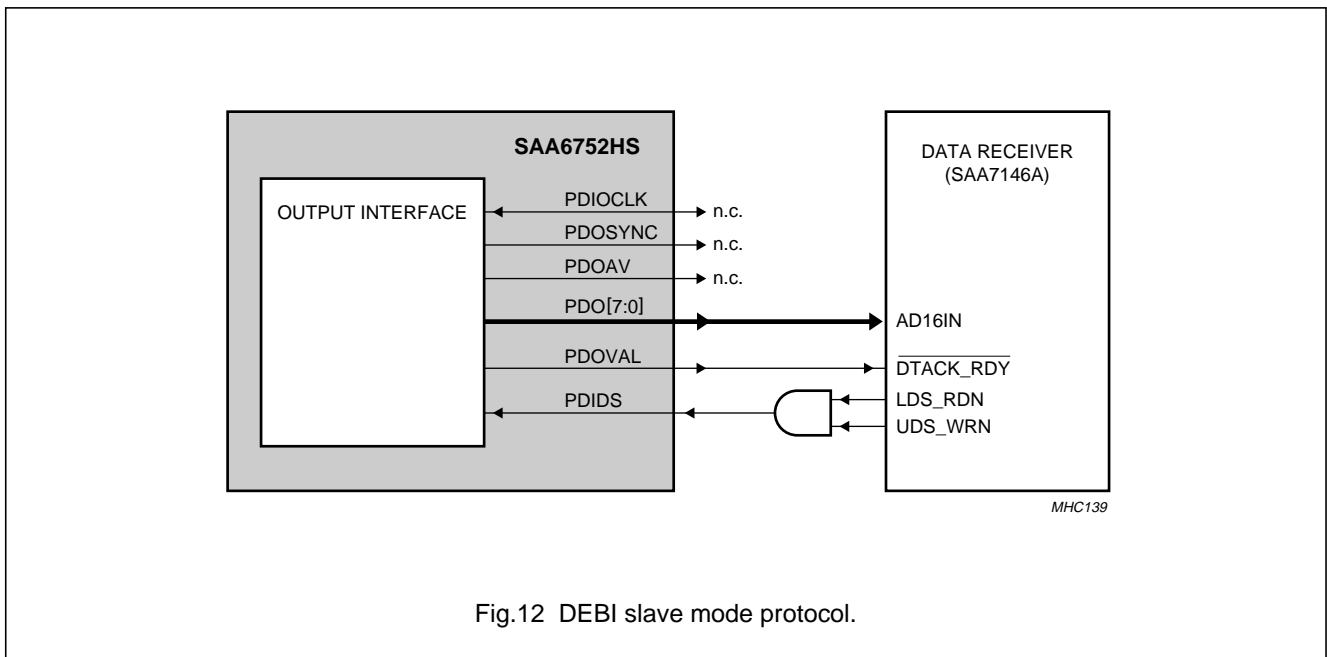 SAA6752HS
OUTPUT INTERFACE
PDIOCLK
n.c.
PDOSYNC
n.c.
PDOAV
n.c.
PDO[7:0]
PDOVAL
PDIDS
DATA RECEIVER
(SAA7146A)
AD16IN
DTACK_RDY
LDS_RDN
UDS_WRN
MHC139
Fig.12 DEBI slave mode protocol.